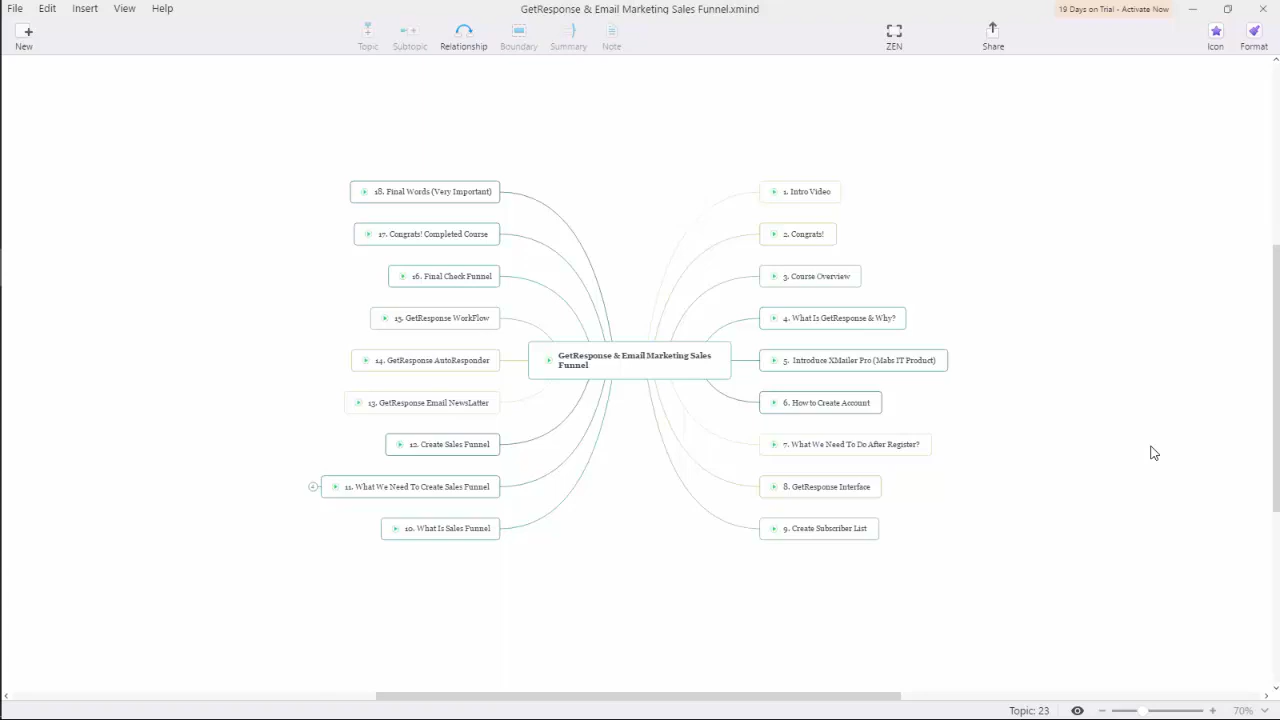 File Edit Insert View Help
GetResponse & Email Marketing Sales Funnel.xmind
19 Days on Trial - Activate Now
New
Topic
Subtopic
Relationship
Boundary
Summary
Note
ZEN
Share
Icon
Format
18. Final Words (Very Important)
17. Congrats! Completed Course
16. Final Check Funnel
15. GetResponse WorkFlow
14. GetResponse AutoResponder
13. GetResponse Email NewsLatter
12. Create Sales Funnel
11. What We Need To Create Sales Funnel
10. What Is Sales Funnel
GetResponse & Email Marketing Sales
Funnel
1. Intro Video
2. Congrats!
3. Course Overview
4. What Is GetResponse & Why?
5. Introduce XMailer Pro (Mabs IT Product)
6. How to Create Account
7. What We Need To Do After Register?
8. GetResponse Interface
9. Create Subscriber List
Topic: 23
70%